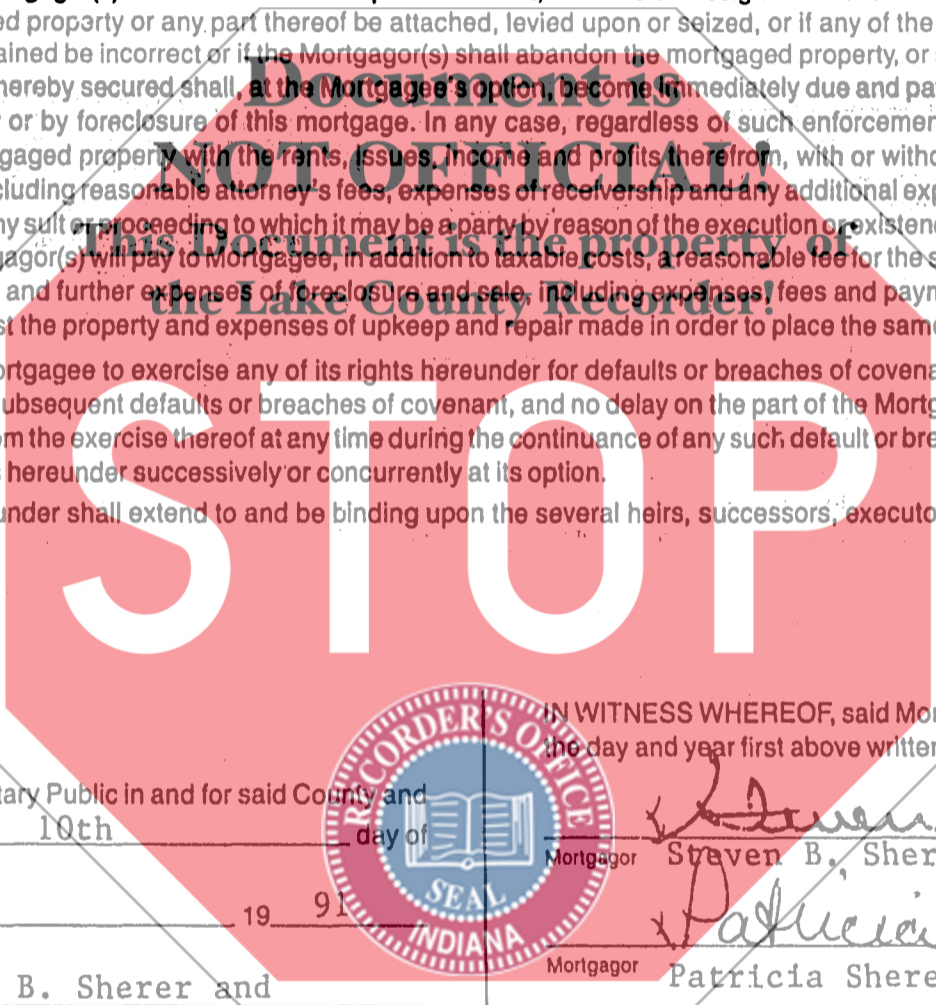 ed property or any part thereof be attached, levied upon or seized, or if any of the
ained be incorrect or if the Mortgagor(s) shall abandon the mortgaged property, or
hereby secured shall, at the Mortgagee's option, become immediately due and pa
or by foreclosure of this mortgage. In any case, regardless of such enforcemen
gaged property with the rents, issues, income and profits therefrom, with or witho
cluding reasonable attorney's fees, expenses of receivership and any additional exp
ny suit or proceeding to which it may be a party by reason of the execution or existenc
gagor(s) will pay to Mortgagee, in addition to taxable costs, a reasonable fee for the s
and further expenses of foreclosure and sale, including expenses, fees and paym
st the property and expenses of upkeep and repair made in order to place the same
ortgagee to exercise any of its rights hereunder for defaults or breaches of covena
ubsequent defaults or breaches of covenant, and no delay on the part of the Mortg
om the exercise thereof at any time during the continuance of any such default or bre
s hereunder successively or concurrently at its option.
under shall extend to and be binding upon the several heirs, successors, executo
Document is
NOT OFFICIAL!
This Document is the property of
the Lake County Recorder!
STOP
RECORDER'S OFFICE
SEAL
INDIANA
IN WITNESS WHEREOF, said Mor
the day and year first above written
tary Public in and for said County and
10th day of
19 91
B. Sherer and
Steven
Mortgagor Steven B. Sher
Patricia
Mortgagor Patricia Shere